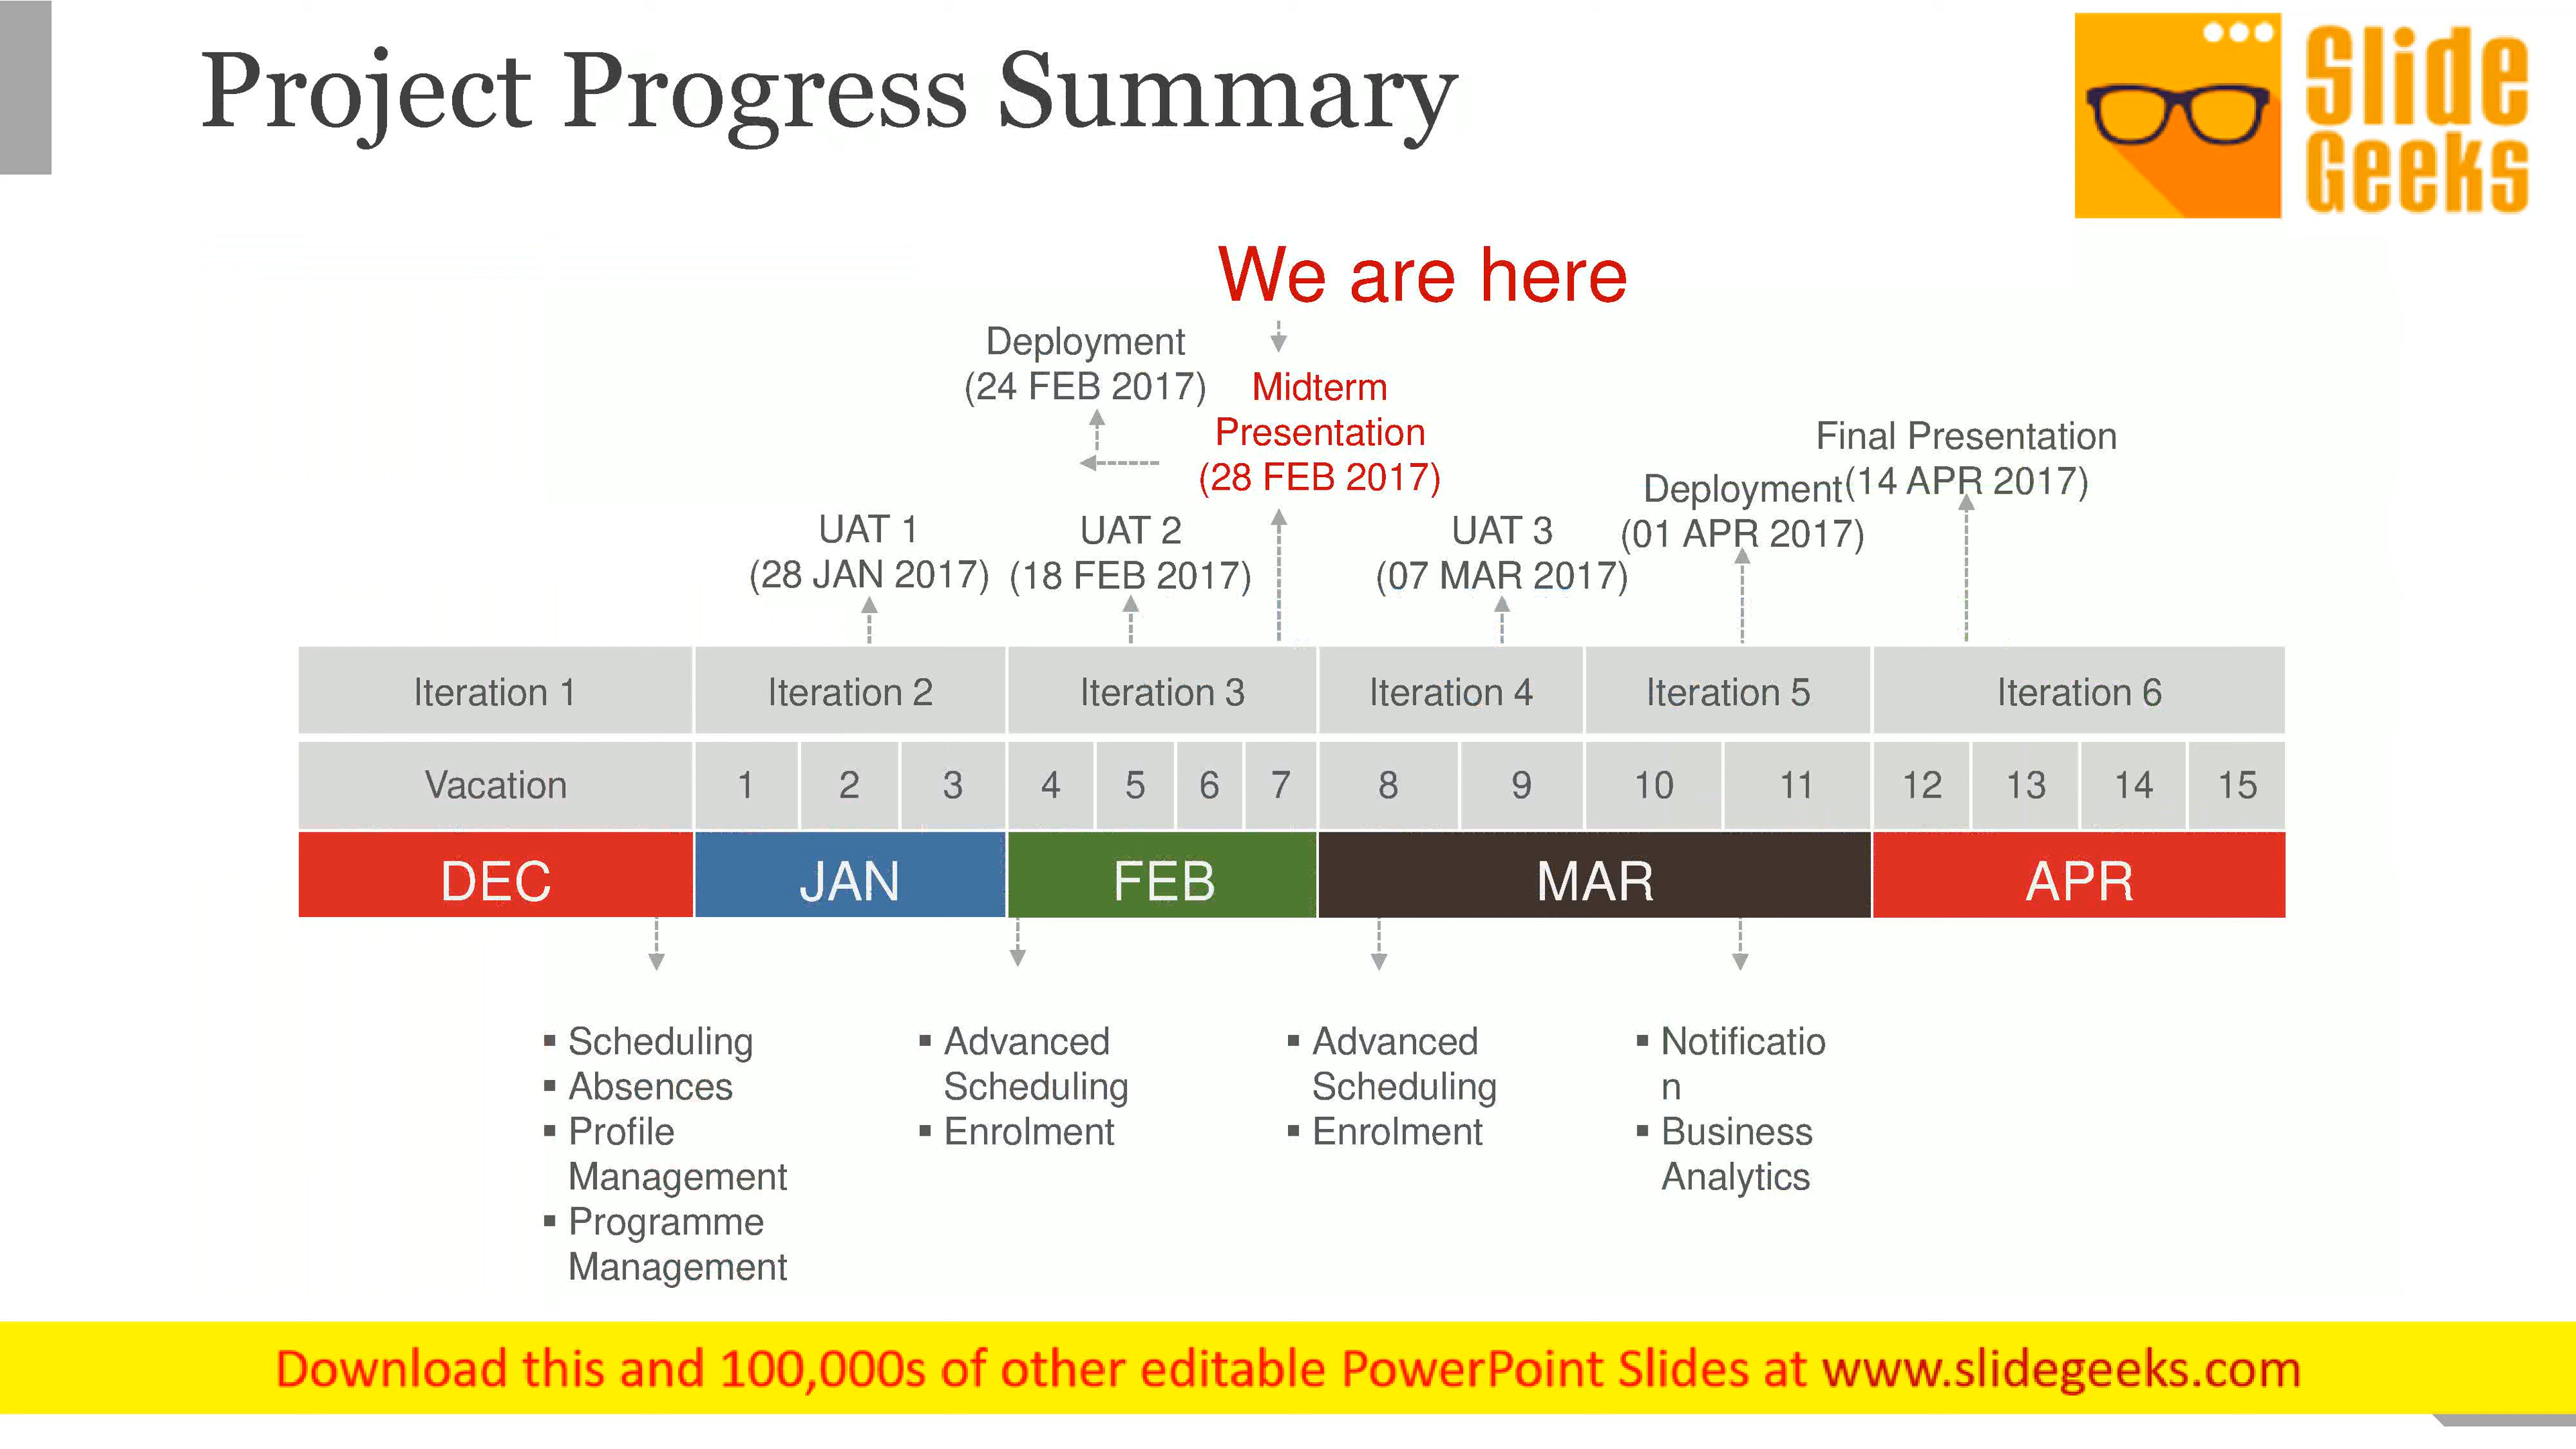 Project Progress Summary
Slide
Geeks
We are here
Deployment
(24 FEB 2017)
Midterm
Presentation
(28 FEB 2017)
Final Presentation
(14 APR 2017)
Deployment
(01 APR 2017)
UAT 1
(28 JAN 2017)
UAT 2
(18 FEB 2017)
UAT 3
(07 MAR 2017)
Iteration 1 Iteration 2 Iteration 3 Iteration 4 Iteration 5 Iteration 6
Vacation 1 2 3 4 5 6 7 8 9 10 11 12 13 14 15
DEC JAN FEB MAR APR
▪ Scheduling
▪ Absences
▪ Profile
Management
▪ Programme
Management
▪ Advanced
Scheduling
▪ Enrolment
▪ Advanced
Scheduling
▪ Enrolment
▪ Notificatio
n
▪ Business
Analytics
Download this and 100,000s of other editable PowerPoint Slides at www.slidegeeks.com